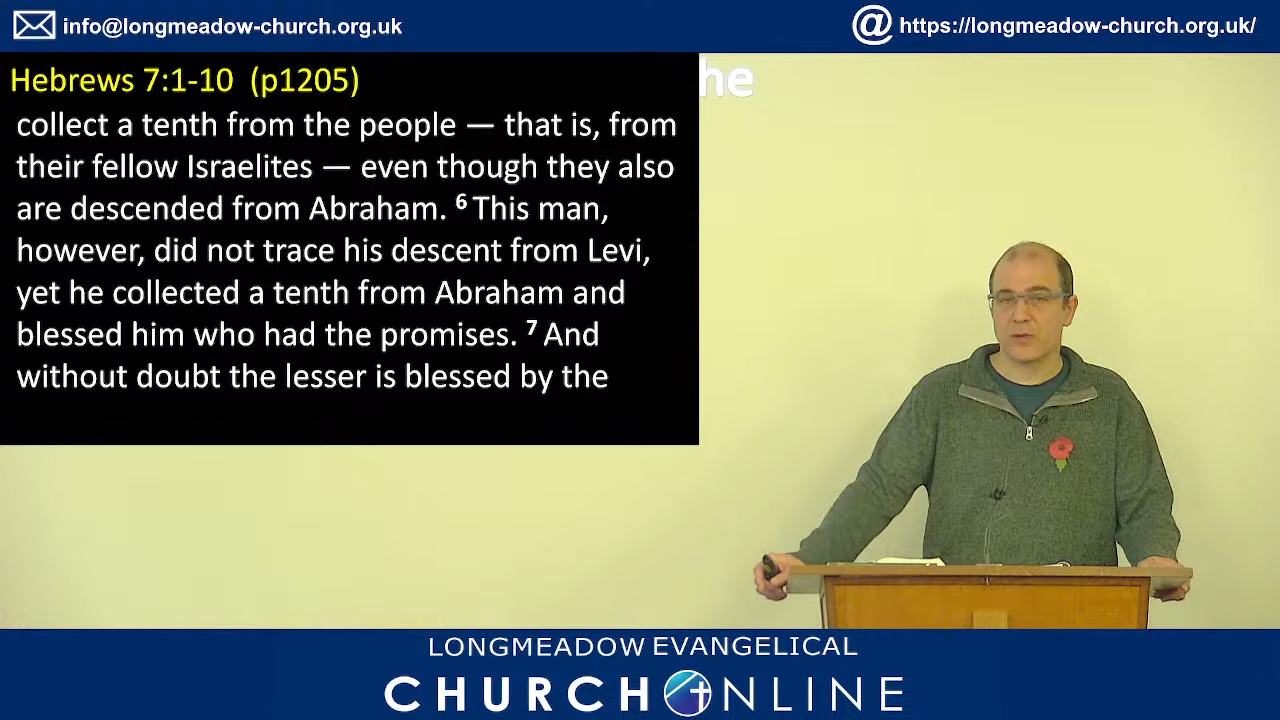 info@longmeadow-church.org.uk
@ https://longmeadow-church.org.uk/
Hebrews 7:1-10 (p1205)
he
collect a tenth from the people — that is, from
their fellow Israelites — even though they also
are descended from Abraham. ⁶ This man,
however, did not trace his descent from Levi,
yet he collected a tenth from Abraham and
blessed him who had the promises. ⁷ And
without doubt the lesser is blessed by the
LONGMEADOW EVANGELICAL
CHURCH ONLINE